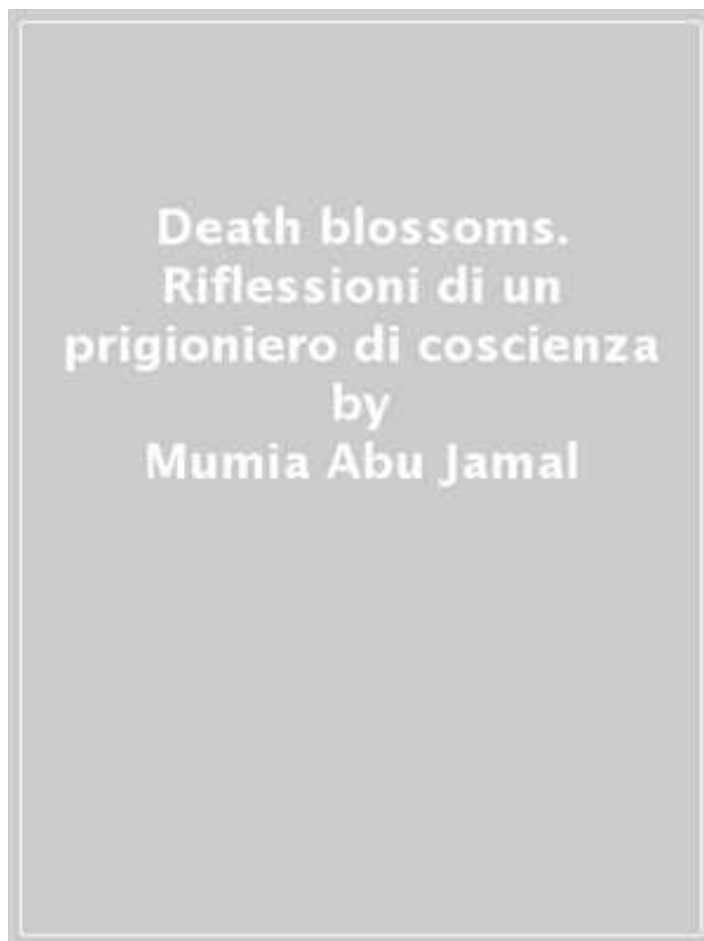 Death blossoms.
Riflessioni di un
prigioniero di coscienza
by
Mumia Abu Jamal